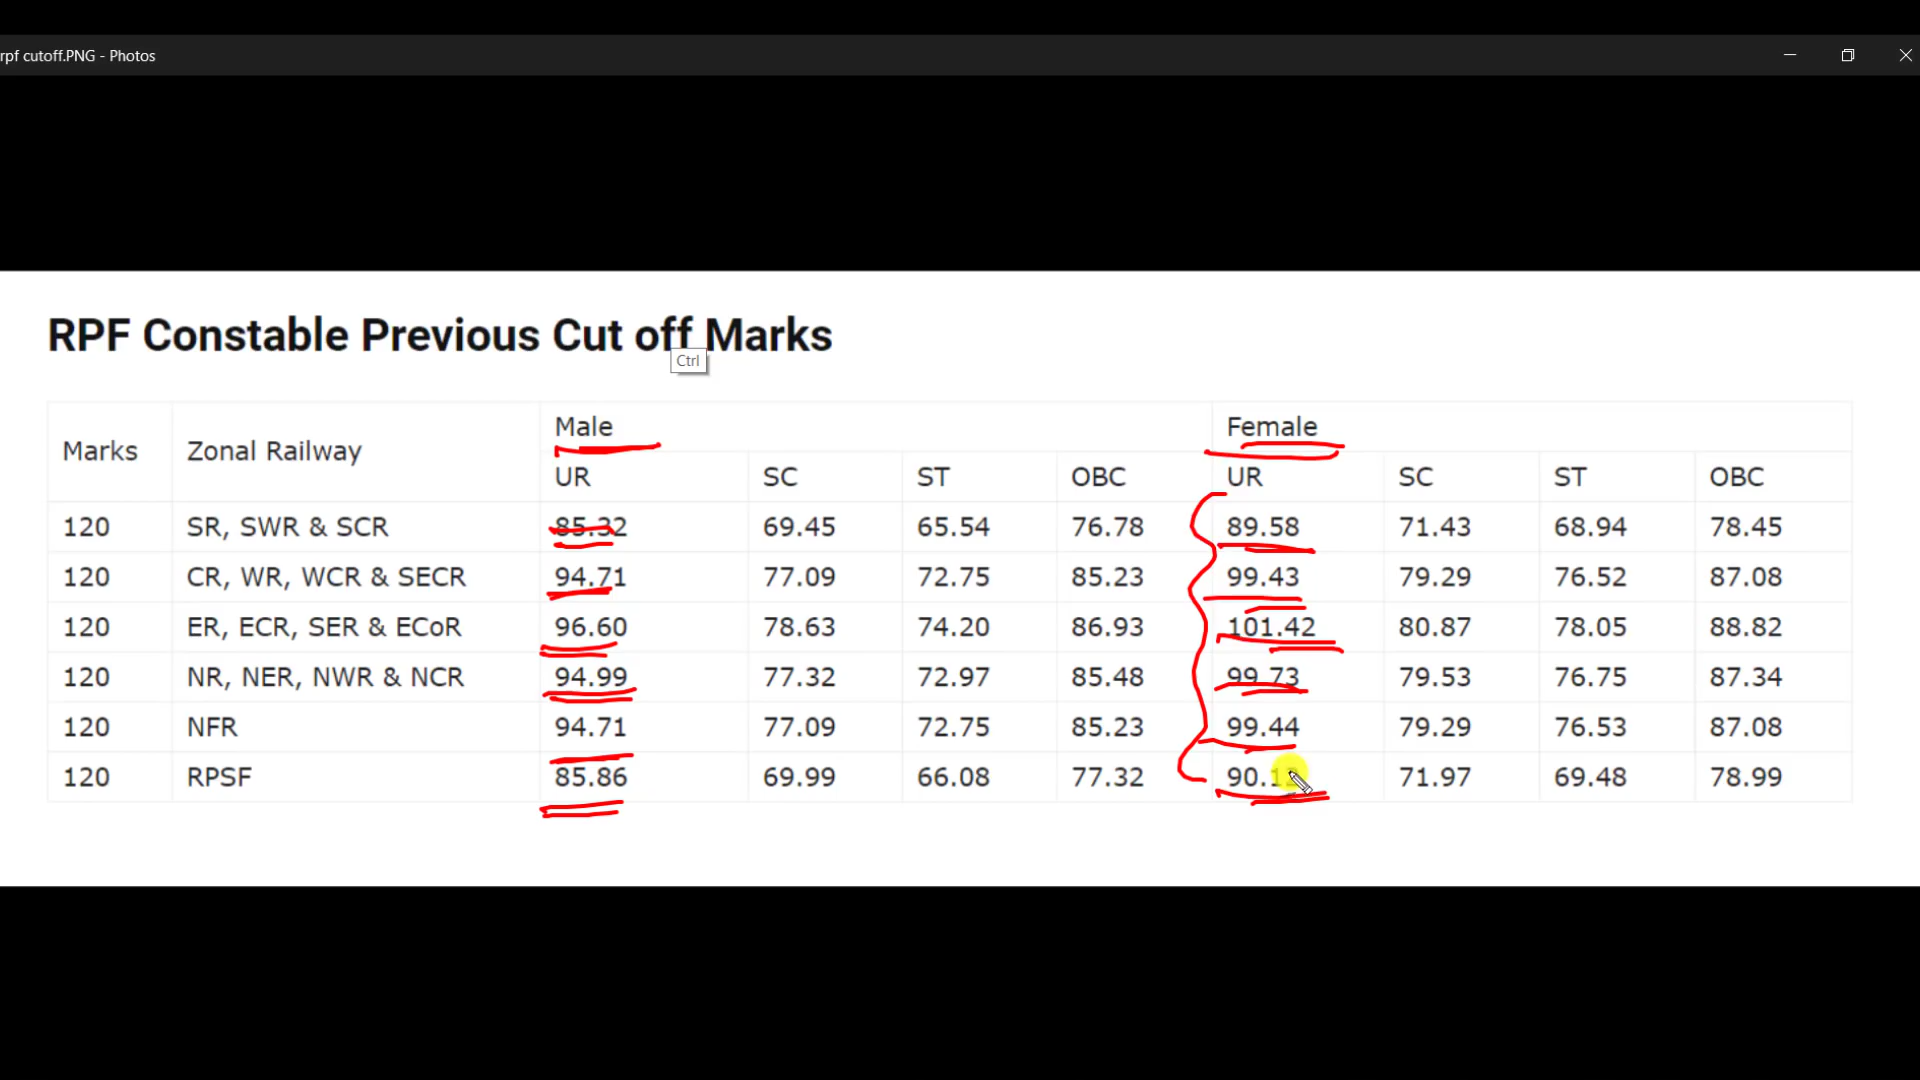 rpf cutoff.PNG - Photos
RPF Constable Previous Cut off Marks
Ctrl
Marks Zonal Railway Male Female
UR SC ST OBC UR SC ST OBC
120 SR, SWR & SCR 85.32 69.45 65.54 76.78 89.58 71.43 68.94 78.45
120 CR, WR, WCR & SECR 94.71 77.09 72.75 85.23 99.43 79.29 76.52 87.08
120 ER, ECR, SER & ECoR 96.60 78.63 74.20 86.93 101.42 80.87 78.05 88.82
120 NR, NER, NWR & NCR 94.99 77.32 72.97 85.48 99.73 79.53 76.75 87.34
120 NFR 94.71 77.09 72.75 85.23 99.44 79.29 76.53 87.08
120 RPSF 85.86 69.99 66.08 77.32 71.97 69.48 78.99